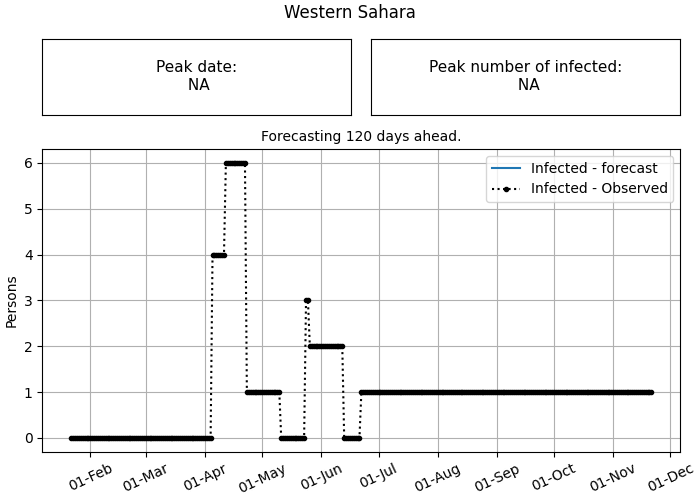 Western Sahara
Peak date:
NA
Peak number of infected:
NA
Forecasting 120 days ahead.
Infected - forecast
Infected - Observed
Persons
6
5
4
3
2
1
0
01-Feb
01-Mar
01-Apr
01-May
01-Jun
01-Jul
01-Aug
01-Sep
01-Oct
01-Nov
01-Dec